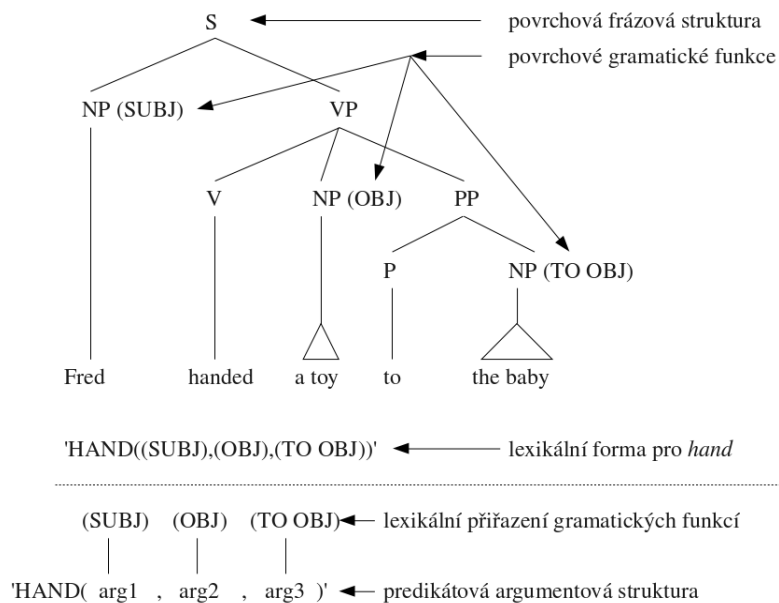 S povrchová frázová struktura
povrchové gramatické funkce
NP (SUBJ) VP
V NP (OBJ) PP
P NP (TO OBJ)
Fred handed a toy to the baby
'HAND((SUBJ),(OBJ),(TO OBJ))' lexikální forma pro hand
(SUBJ) (OBJ) (TO OBJ) lexikální přiřazení gramatických funkcí
'HAND( arg1 , arg2 , arg3 )' predikátová argumentová struktura